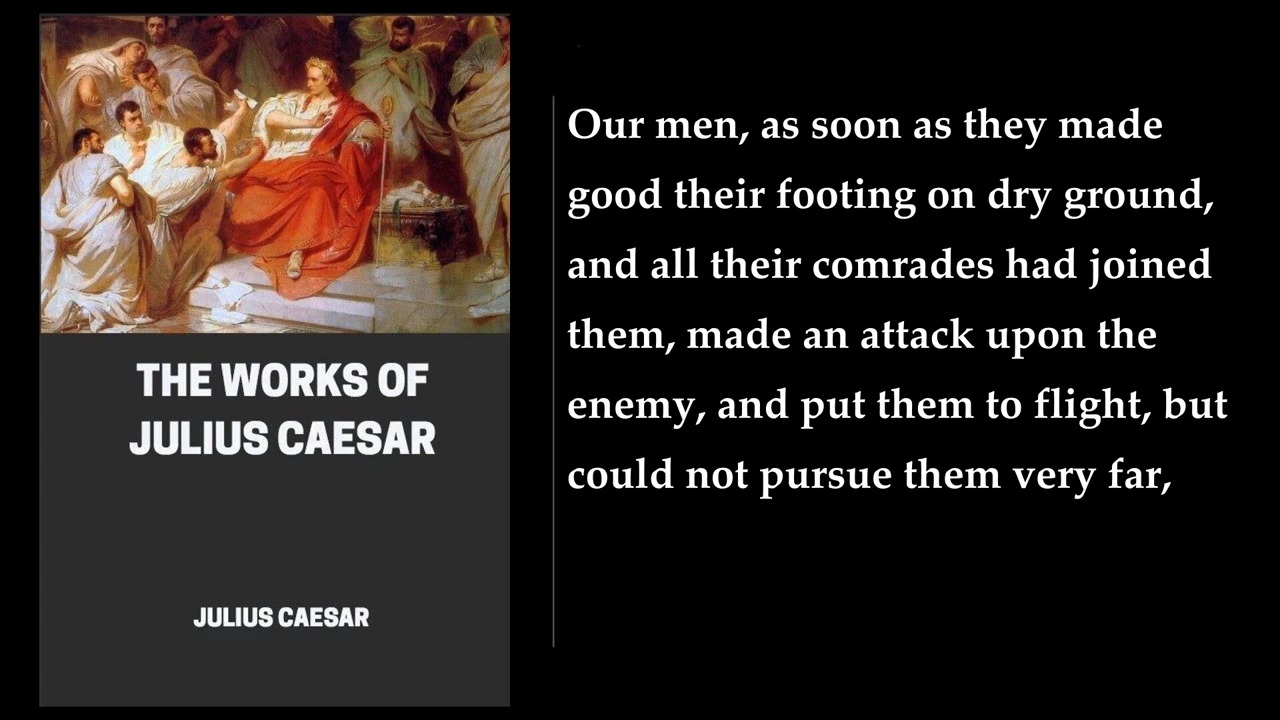 THE WORKS OF
JULIUS CAESAR
JULIUS CAESAR
Our men, as soon as they made
good their footing on dry ground,
and all their comrades had joined
them, made an attack upon the
enemy, and put them to flight, but
could not pursue them very far,